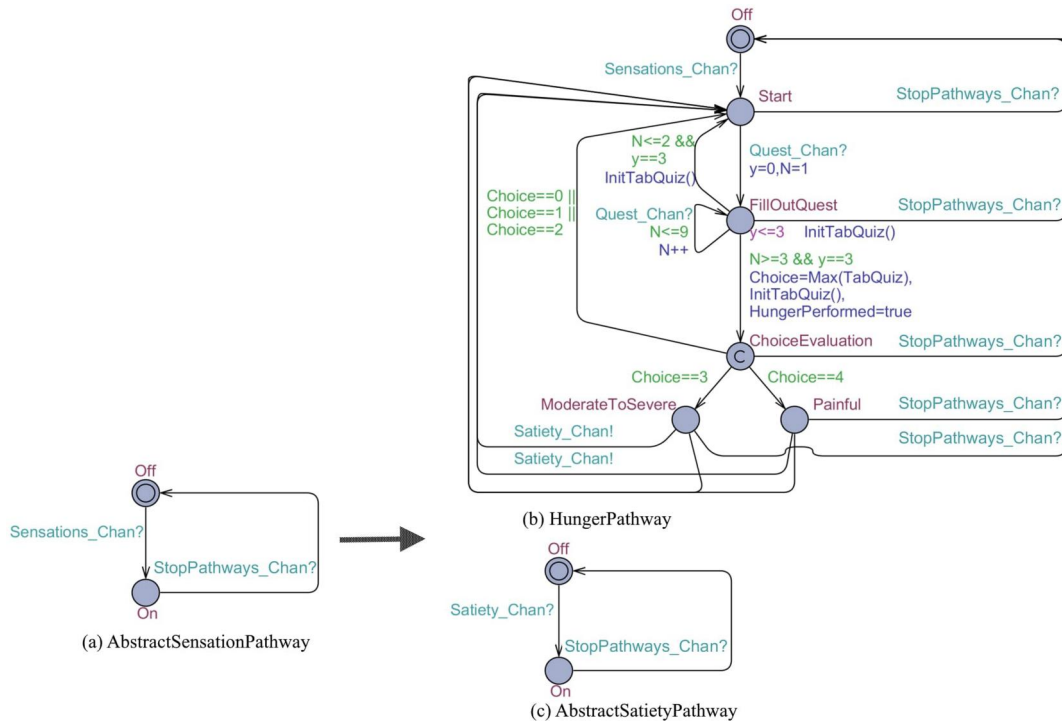 Off
Sensations_Chan?
Start
StopPathways_Chan?
N<=2 &&
y==3
InitTabQuiz()
Quest_Chan?
y=0,N=1
Choice==0 ||
Choice==1 ||
Choice==2
Quest_Chan?
N<=9
N++
FillOutQuest
StopPathways_Chan?
y<=3 InitTabQuiz()
N>=3 && y==3
Choice=Max(TabQuiz),
InitTabQuiz(),
HungerPerformed=true
ChoiceEvaluation
StopPathways_Chan?
C
Choice==3
Choice==4
ModerateToSevere
Painful
StopPathways_Chan?
Satiety_Chan!
StopPathways_Chan?
Satiety_Chan!
(b) HungerPathway
Off
Sensations_Chan?
StopPathways_Chan?
On
(a) AbstractSensationPathway
Off
Satiety_Chan?
StopPathways_Chan?
On
(c) AbstractSatietyPathway